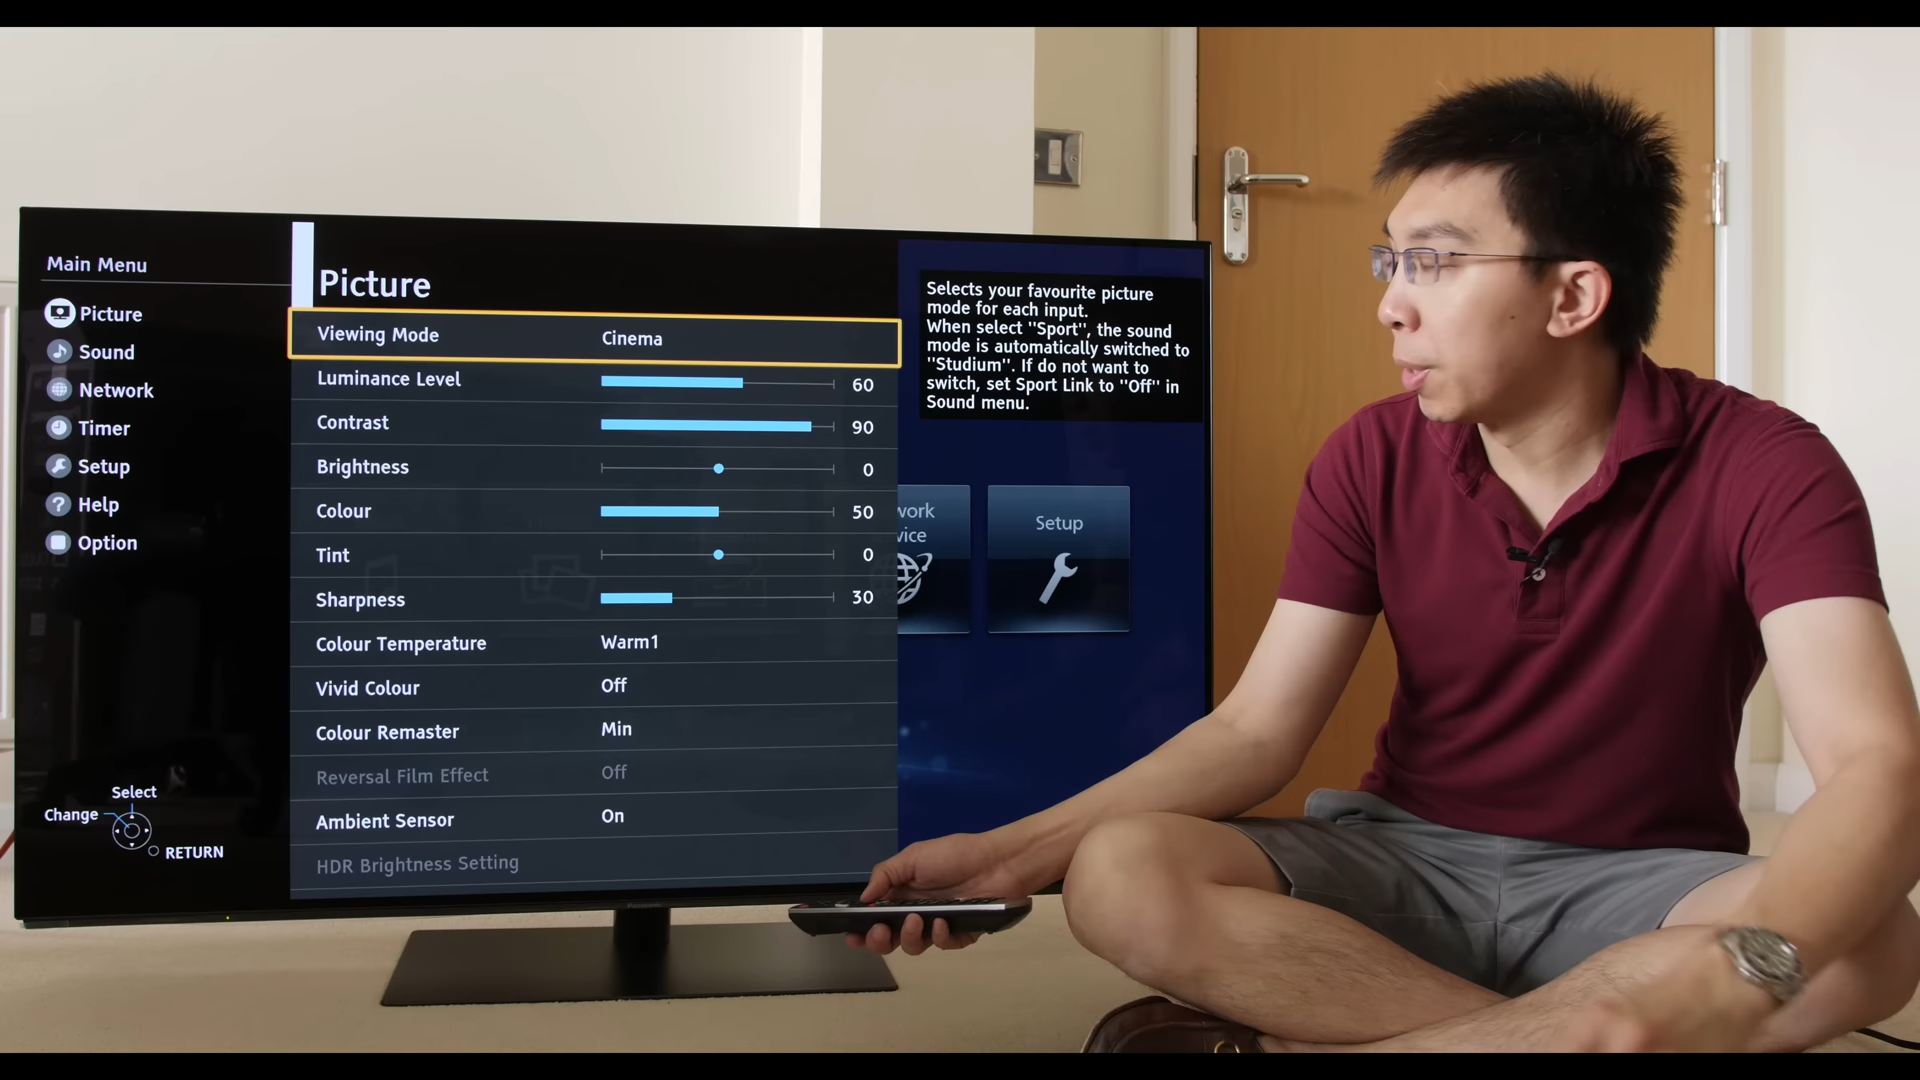 Main Menu
Picture
Sound
Network
Timer
Setup
Help
Option
Select
Change
RETURN
Picture
Viewing Mode Cinema
Luminance Level 60
Contrast 90
Brightness 0
Colour 50
Tint 0
Sharpness 30
Colour Temperature Warm1
Vivid Colour Off
Colour Remaster Min
Reversal Film Effect Off
Ambient Sensor On
HDR Brightness Setting
Selects your favourite picture
mode for each input.
When select "Sport", the sound
mode is automatically switched to
"Studium". If do not want to
switch, set Sport Link to "Off" in
Sound menu.
work
vice
Setup
Panasonic